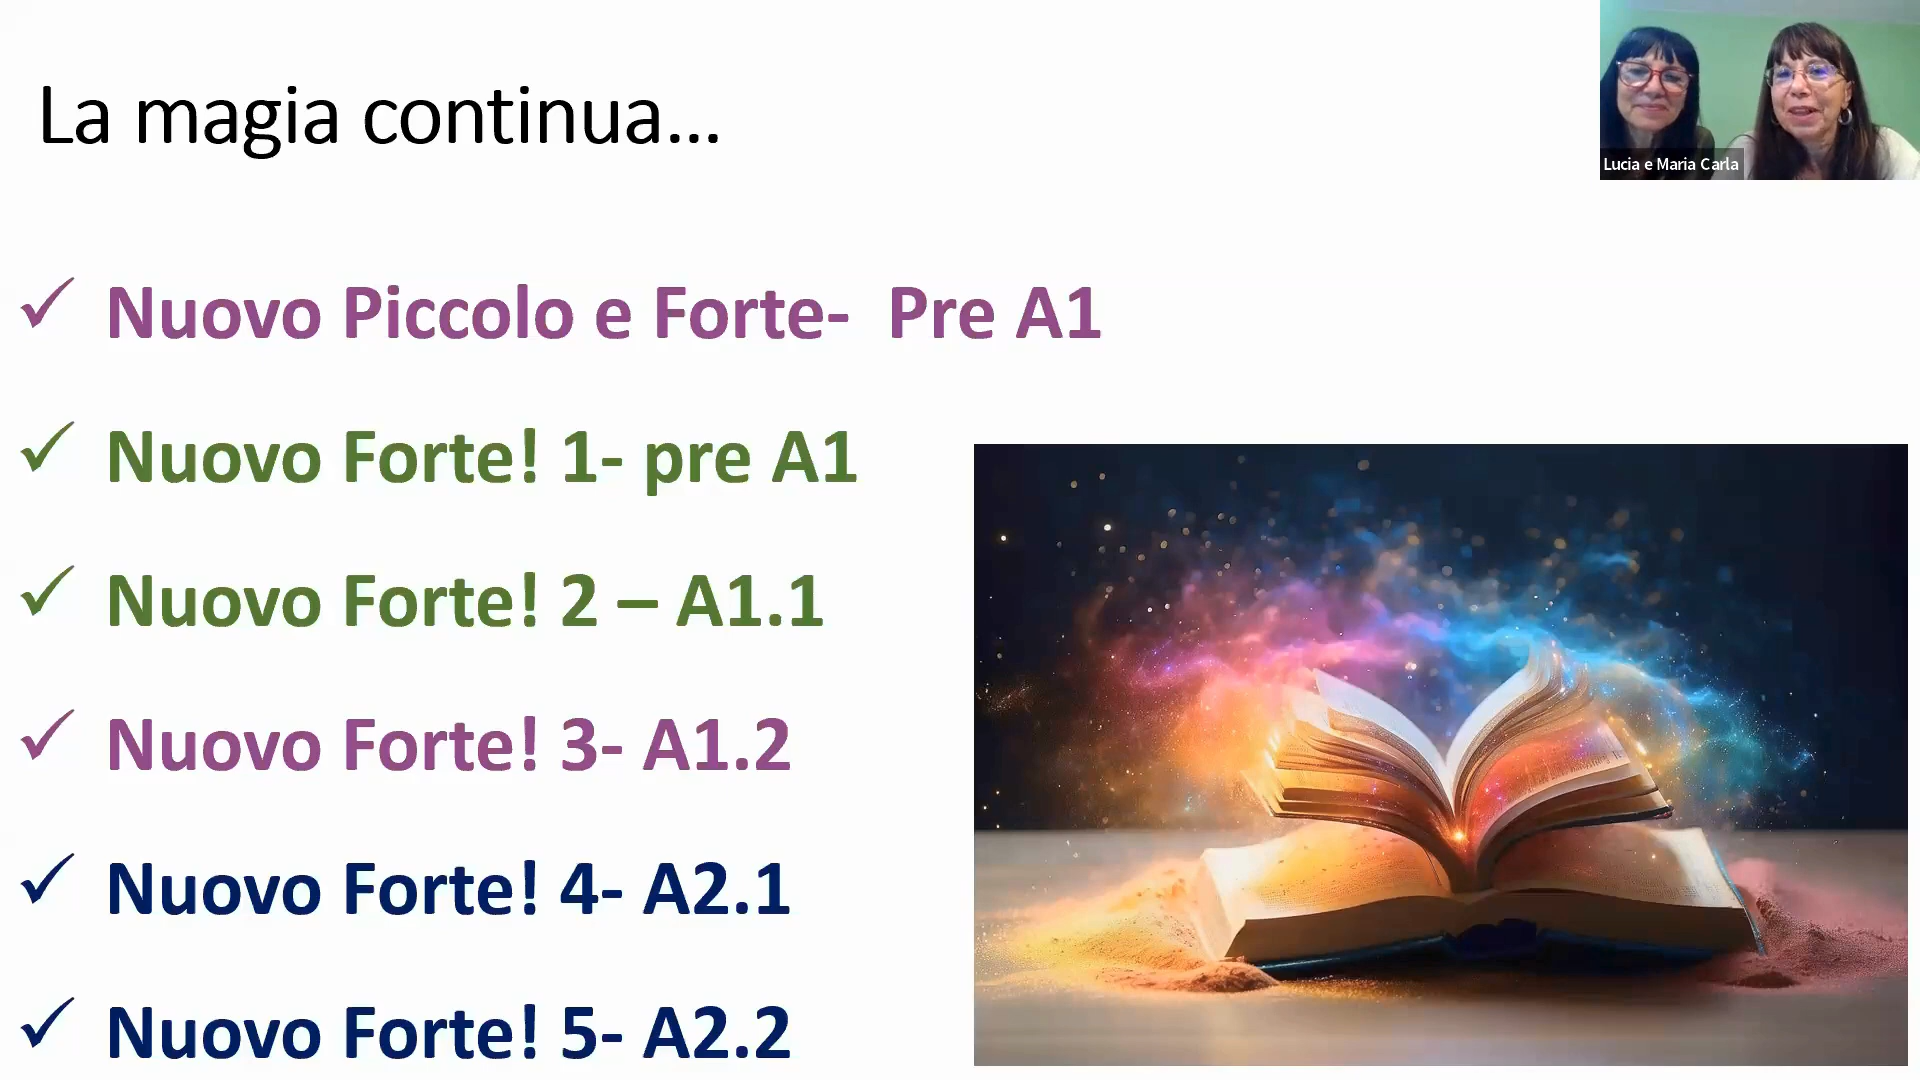 La magia continua...
Lucia e Maria Carla
✓ Nuovo Piccolo e Forte- Pre A1
✓ Nuovo Forte! 1- pre A1
✓ Nuovo Forte! 2 – A1.1
✓ Nuovo Forte! 3- A1.2
✓ Nuovo Forte! 4- A2.1
✓ Nuovo Forte! 5- A2.2